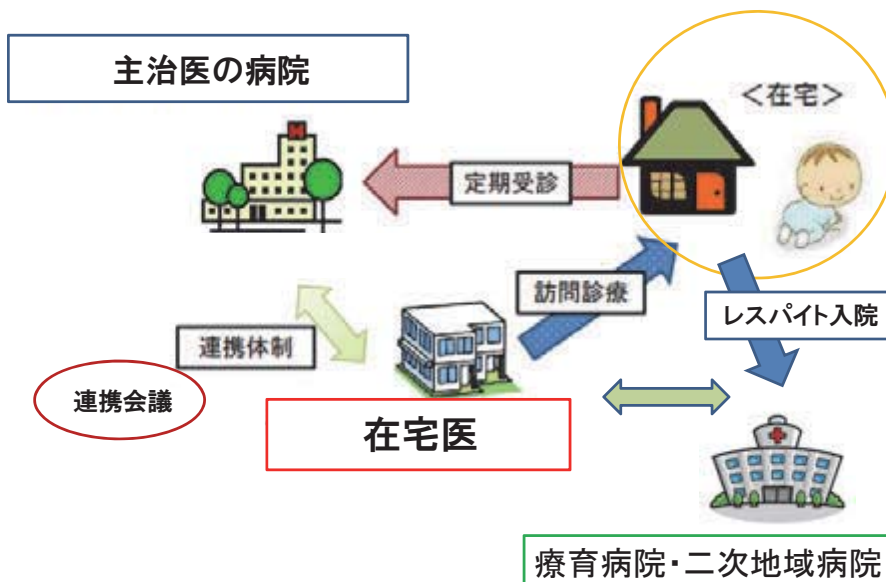 主治医の病院
＜在宅＞
定期受診
訪問診療
レスパイト入院
連携体制
連携会議
在宅医
療育病院・二次地域病院
H